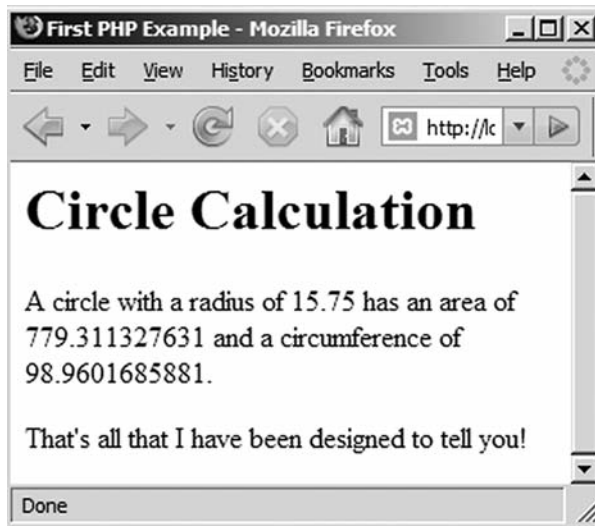 First PHP Example - Mozilla Firefox
File Edit View History Bookmarks Tools Help
http://lc
Circle Calculation
A circle with a radius of 15.75 has an area of
779.311327631 and a circumference of
98.9601685881.
That's all that I have been designed to tell you!
Done